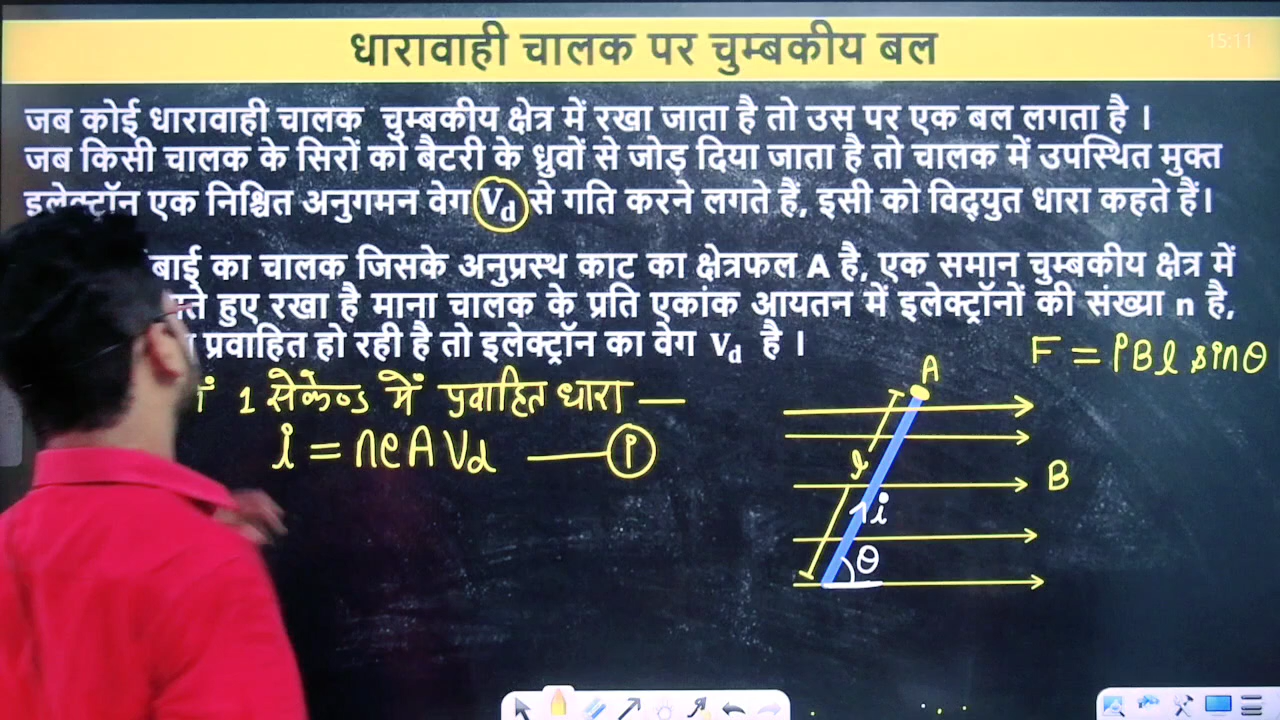 धारावाही चालक पर चुम्बकीय बल
15:11
जब कोई धारावाही चालक चुम्बकीय क्षेत्र में रखा जाता है तो उस पर एक बल लगता है ।
जब किसी चालक के सिरों को बैटरी के ध्रुवों से जोड़ दिया जाता है तो चालक में उपस्थित मुक्त
इलेक्ट्रॉन एक निश्चित अनुगमन वेग Vd से गति करने लगते हैं, इसी को विद्युत धारा कहते हैं।
का चालक जिसके अनुप्रस्थ काट का क्षेत्रफल A है, एक समान चुम्बकीय क्षेत्र में
हुए रखा है माना चालक के प्रति एकांक आयतन में इलेक्ट्रॉनों की संख्या n है,
प्रवाहित हो रही है तो इलेक्ट्रॉन का वेग Vd है ।
F = iBl sinθ
1 सेकेण्ड में प्रवाहित धारा —
i = neAVd — i
A
l
B
i
θ